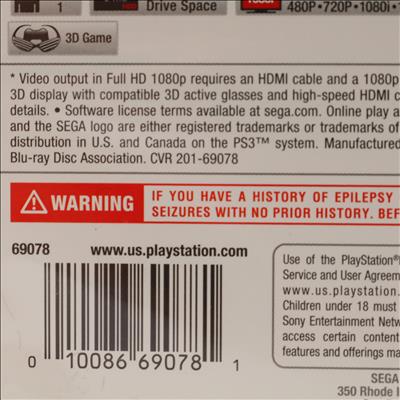 1
Drive Space
480P•720P•1080i•
3D Game
* Video output in Full HD 1080p requires an HDMI cable and a 1080p
3D display with compatible 3D active glasses and high-speed HDMI c
details. • Software license terms available at sega.com. Online play a
and the SEGA logo are either registered trademarks or trademarks of
distribution in U.S. and Canada on the PS3™ system. Manufactured
Blu-ray Disc Association. CVR 201-69078
WARNING
IF YOU HAVE A HISTORY OF EPILEPSY
SEIZURES WITH NO PRIOR HISTORY. BEF
69078
www.us.playstation.com
0 10086 69078 1
Use of the PlayStation®
Service and User Agreem
www.us.playstation.
Children under 18 must
Sony Entertainment Netw
access certain content
features and offerings ma
SEGA
350 Rhode I